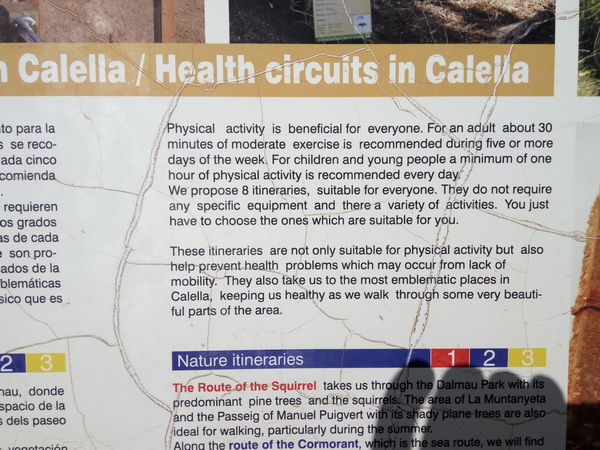 n Calella / Health circuits in Calella
to para la
se reco-
ada cinco
comienda
requieren
os grados
as de cada
son pro-
ados de la
blemáticas
sico que es
2 3
nau, donde
spacio de la
s dels paseo
vegetación
Physical activity is beneficial for everyone. For an adult about 30
minutes of moderate exercise is recommended during five or more
days of the week. For children and young people a minimum of one
hour of physical activity is recommended every day.
We propose 8 itineraries, suitable for everyone. They do not require
any specific equipment and there a variety of activities. You just
have to choose the ones which are suitable for you.
These itineraries are not only suitable for physical activity but also
help prevent health problems which may occur from lack of
mobility. They also take us to the most emblematic places in
Calella, keeping us healthy as we walk through some very beauti-
ful parts of the area.
Nature itineraries 1 2 3
The Route of the Squirrel takes us through the Dalmau Park with its
predominant pine trees and the squirrels. The area of La Muntanyeta
and the Passeig of Manuel Puigvert with its shady plane trees are also
ideal for walking, particularly during the summer.
Along the route of the Cormorant, which is the sea route, we will find